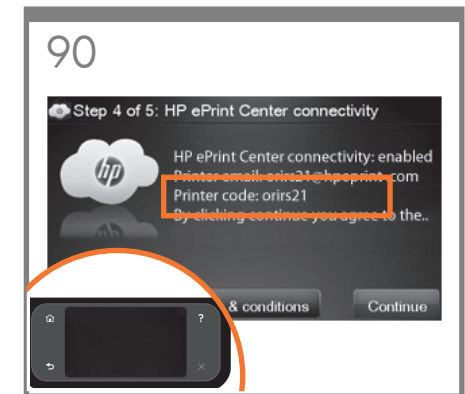 90
Step 4 of 5: HP ePrint Center connectivity
hp
HP ePrint Center connectivity: enabled
Printer email: orirs21@hpeprint.com
Printer code: orirs21
By clicking continue you agree to the..
& conditions
Continue
?